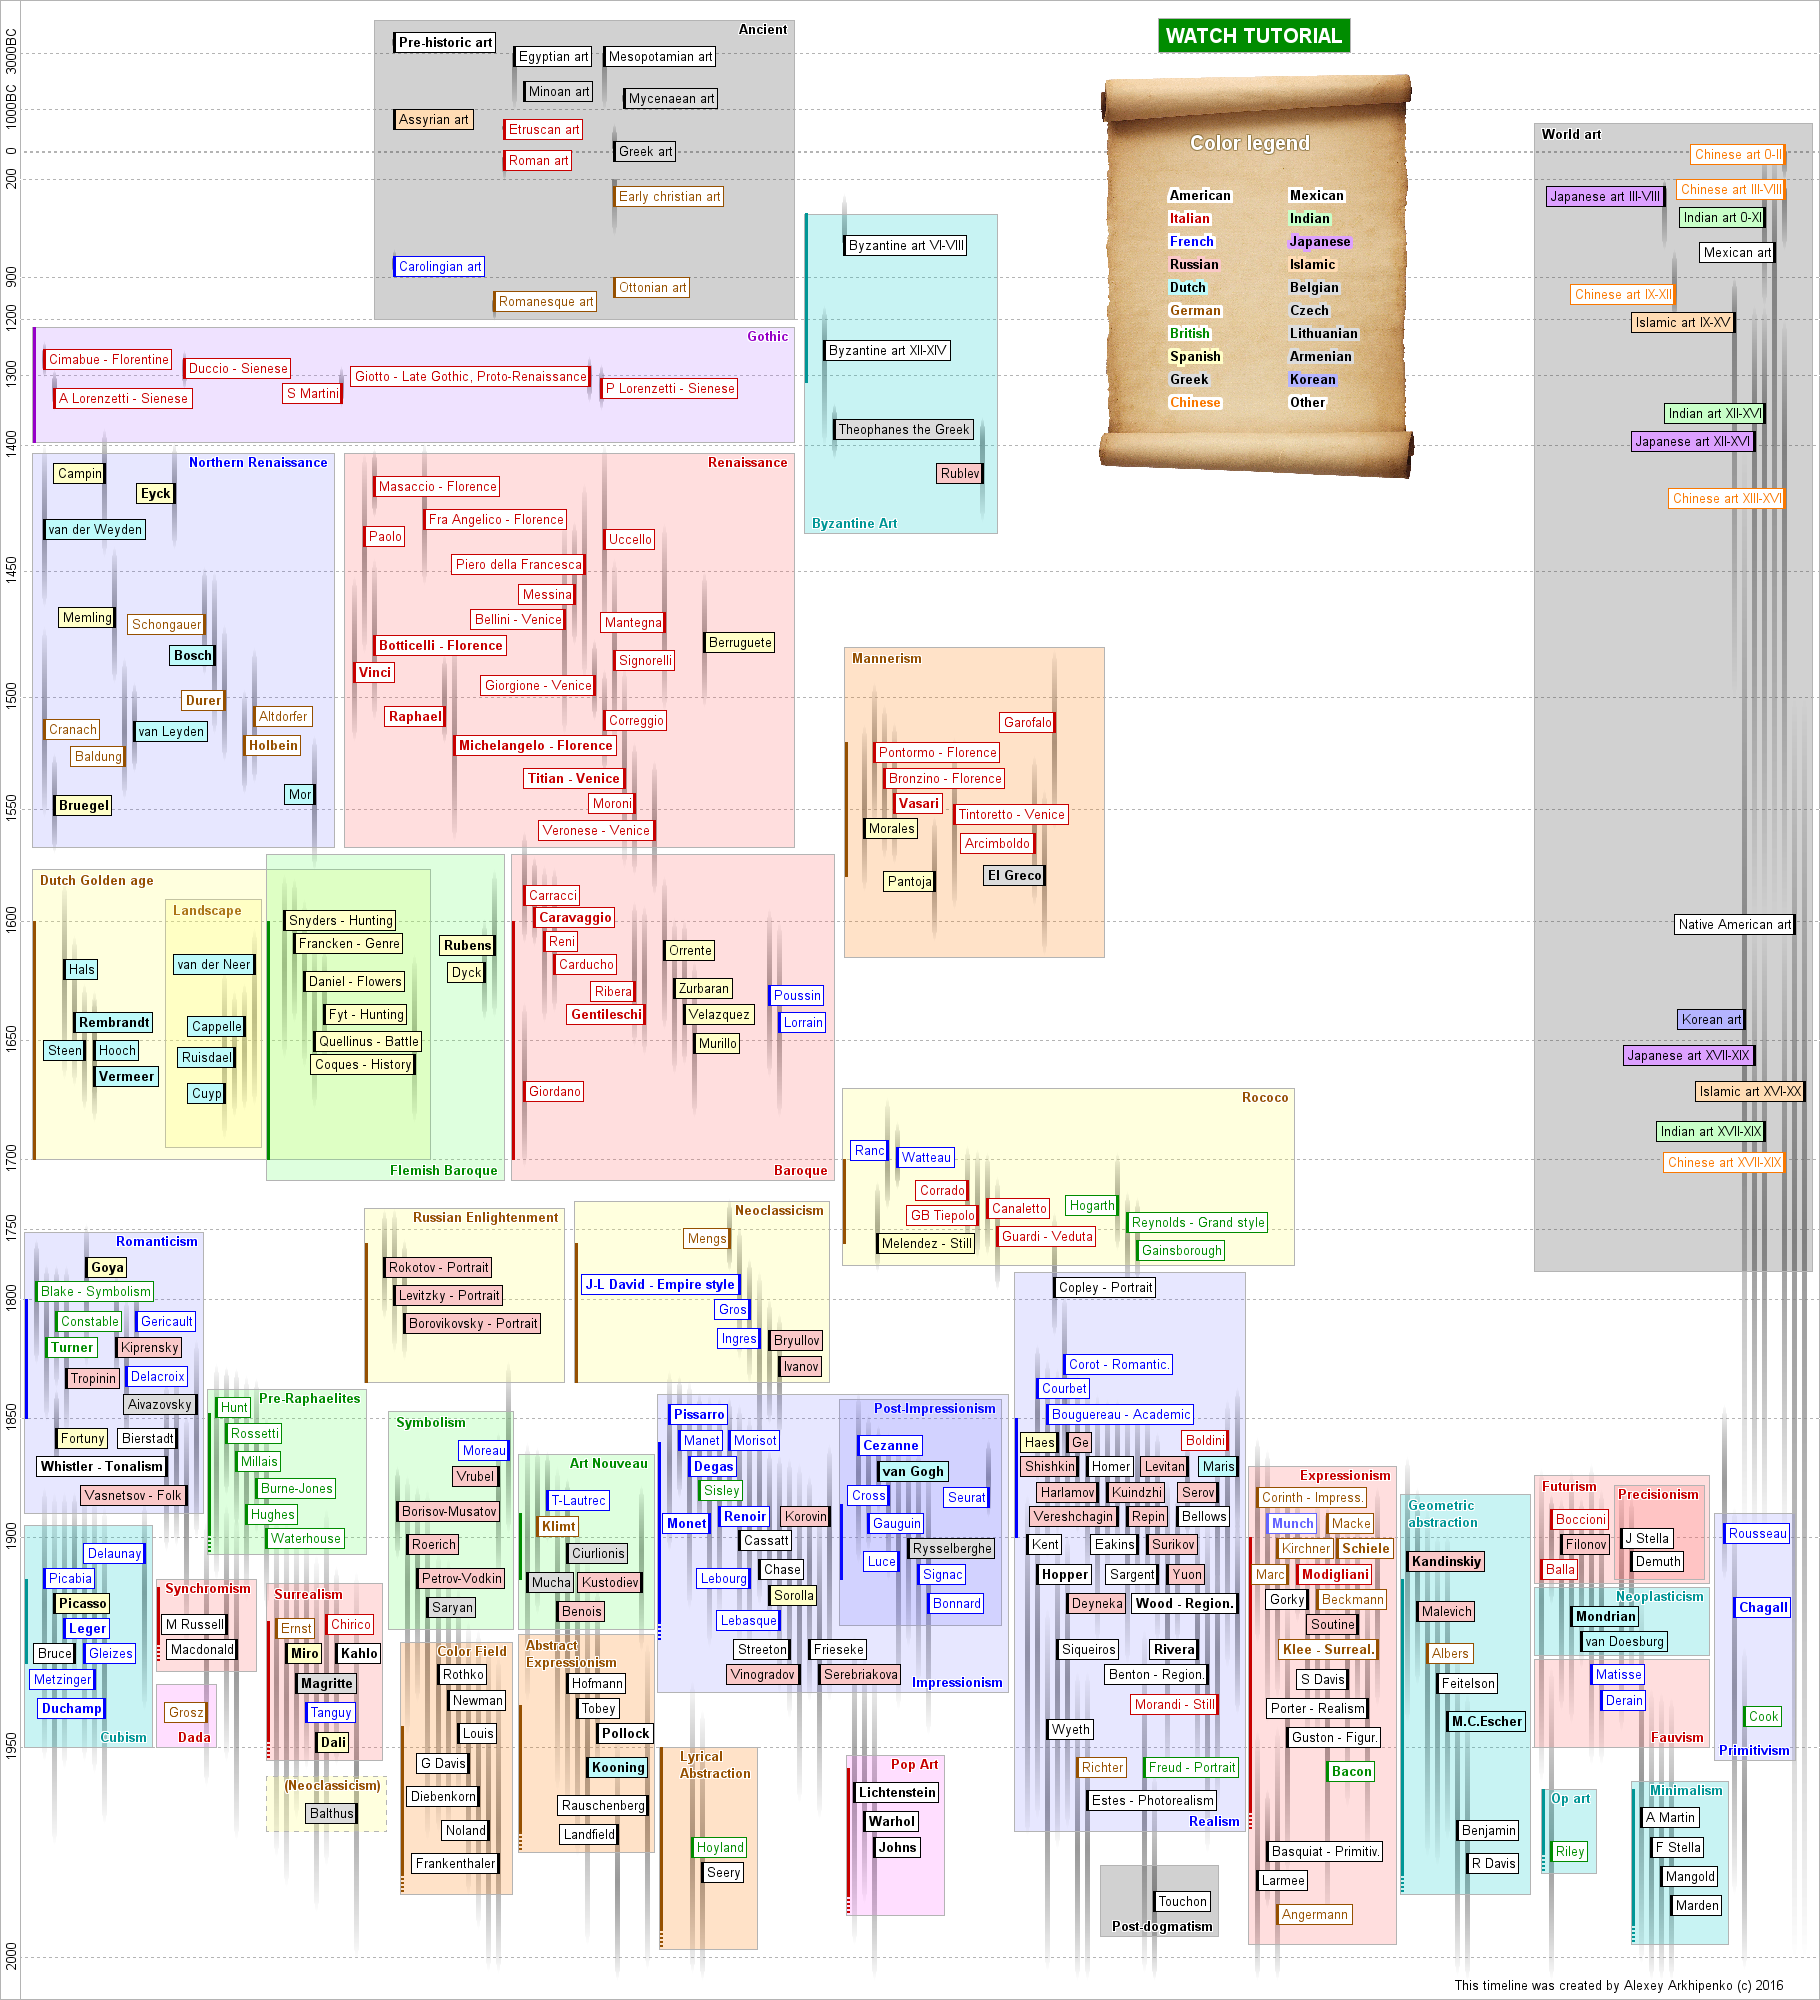 3000BC
1000BC
0
200
900
1200
1300
1400
1450
1500
1550
1600
1650
1700
1750
1800
1850
1900
1950
2000
Ancient
Pre-historic art
Egyptian art
Mesopotamian art
Minoan art
Mycenaean art
Assyrian art
Etruscan art
Roman art
Greek art
Early christian art
Carolingian art
Ottonian art
Romanesque art
WATCH TUTORIAL
Color legend
American
Italian
French
Russian
Dutch
German
British
Spanish
Greek
Chinese
Mexican
Indian
Japanese
Islamic
Belgian
Czech
Lithuanian
Armenian
Korean
Other
World art
Chinese art 0-II
Chinese art III-VIII
Japanese art III-VIII
Indian art 0-XI
Mexican art
Chinese art IX-XII
Islamic art IX-XV
Indian art XII-XVI
Japanese art XII-XVI
Chinese art XIII-XVI
Native American art
Korean art
Japanese art XVII-XIX
Islamic art XVI-XX
Indian art XVII-XIX
Chinese art XVII-XIX
Gothic
Cimabue - Florentine
Duccio - Sienese
Giotto - Late Gothic, Proto-Renaissance
A Lorenzetti - Sienese
S Martini
P Lorenzetti - Sienese
Byzantine art VI-VIII
Byzantine art XII-XIV
Theophanes the Greek
Rublev
Byzantine Art
Northern Renaissance
Campin
Eyck
van der Weyden
Memling
Schongauer
Bosch
Durer
Altdorfer
Cranach
van Leyden
Holbein
Baldung
Mor
Bruegel
Renaissance
Masaccio - Florence
Fra Angelico - Florence
Paolo
Uccello
Piero della Francesca
Messina
Bellini - Venice
Mantegna
Botticelli - Florence
Berruguete
Vinci
Signorelli
Giorgione - Venice
Raphael
Correggio
Michelangelo - Florence
Titian - Venice
Moroni
Veronese - Venice
Mannerism
Garofalo
Pontormo - Florence
Bronzino - Florence
Vasari
Tintoretto - Venice
Morales
Arcimboldo
Pantoja
El Greco
Dutch Golden age
Landscape
Hals
van der Neer
Rembrandt
Cappelle
Steen
Hooch
Ruisdael
Vermeer
Cuyp
Snyders - Hunting
Francken - Genre
Rubens
Dyck
Daniel - Flowers
Fyt - Hunting
Quellinus - Battle
Coques - History
Flemish Baroque
Carracci
Caravaggio
Reni
Orrente
Carducho
Ribera
Zurbaran
Poussin
Gentileschi
Velazquez
Lorrain
Murillo
Giordano
Baroque
Rococo
Ranc
Watteau
Corrado
Hogarth
GB Tiepolo
Canaletto
Reynolds - Grand style
Melendez - Still
Guardi - Veduta
Gainsborough
Romanticism
Goya
Blake - Symbolism
Constable
Gericault
Turner
Kiprensky
Tropinin
Delacroix
Aivazovsky
Fortuny
Bierstadt
Whistler - Tonalism
Vasnetsov - Folk
Russian Enlightenment
Rokotov - Portrait
Levitzky - Portrait
Borovikovsky - Portrait
Neoclassicism
Mengs
J-L David - Empire style
Gros
Ingres
Bryullov
Ivanov
Pre-Raphaelites
Hunt
Rossetti
Millais
Burne-Jones
Hughes
Waterhouse
Symbolism
Moreau
Vrubel
Borisov-Musatov
Roerich
Petrov-Vodkin
Saryan
Art Nouveau
T-Lautrec
Klimt
Ciurlionis
Mucha
Kustodiev
Benois
Pissarro
Manet
Morisot
Degas
Sisley
Monet
Renoir
Korovin
Cassatt
Chase
Lebourg
Sorolla
Lebasque
Streeton
Frieseke
Vinogradov
Serebriakova
Impressionism
Post-Impressionism
Cezanne
van Gogh
Cross
Seurat
Gauguin
Rysselberghe
Luce
Signac
Bonnard
Copley - Portrait
Corot - Romantic.
Courbet
Bouguereau - Academic
Haes
Ge
Boldini
Shishkin
Homer
Levitan
Maris
Harlamov
Kuindzhi
Serov
Vereshchagin
Repin
Bellows
Kent
Eakins
Surikov
Hopper
Sargent
Yuon
Deyneka
Wood - Region.
Siqueiros
Rivera
Benton - Region.
Morandi - Still
Wyeth
Richter
Freud - Portrait
Estes - Photorealism
Realism
Expressionism
Corinth - Impress.
Munch
Macke
Kirchner
Schiele
Marc
Modigliani
Gorky
Beckmann
Soutine
Klee - Surreal.
S Davis
Porter - Realism
Guston - Figur.
Bacon
Basquiat - Primitiv.
Larmee
Angermann
Geometric
abstraction
Kandinskiy
Malevich
Albers
Feitelson
M.C.Escher
Benjamin
R Davis
Futurism
Precisionism
Boccioni
J Stella
Filonov
Demuth
Balla
Neoplasticism
Mondrian
van Doesburg
Matisse
Derain
Fauvism
Rousseau
Chagall
Cook
Primitivism
Delaunay
Picabia
Picasso
Leger
Bruce
Gleizes
Metzinger
Duchamp
Cubism
Synchromism
M Russell
Macdonald
Grosz
Dada
Surrealism
Ernst
Chirico
Miro
Kahlo
Magritte
Tanguy
Dali
(Neoclassicism)
Balthus
Color Field
Rothko
Newman
Louis
G Davis
Diebenkorn
Noland
Frankenthaler
Abstract
Expressionism
Hofmann
Tobey
Pollock
Kooning
Rauschenberg
Landfield
Lyrical
Abstraction
Hoyland
Seery
Pop Art
Lichtenstein
Warhol
Johns
Touchon
Post-dogmatism
Op art
Riley
Minimalism
A Martin
F Stella
Mangold
Marden
This timeline was created by Alexey Arkhipenko (c) 2016